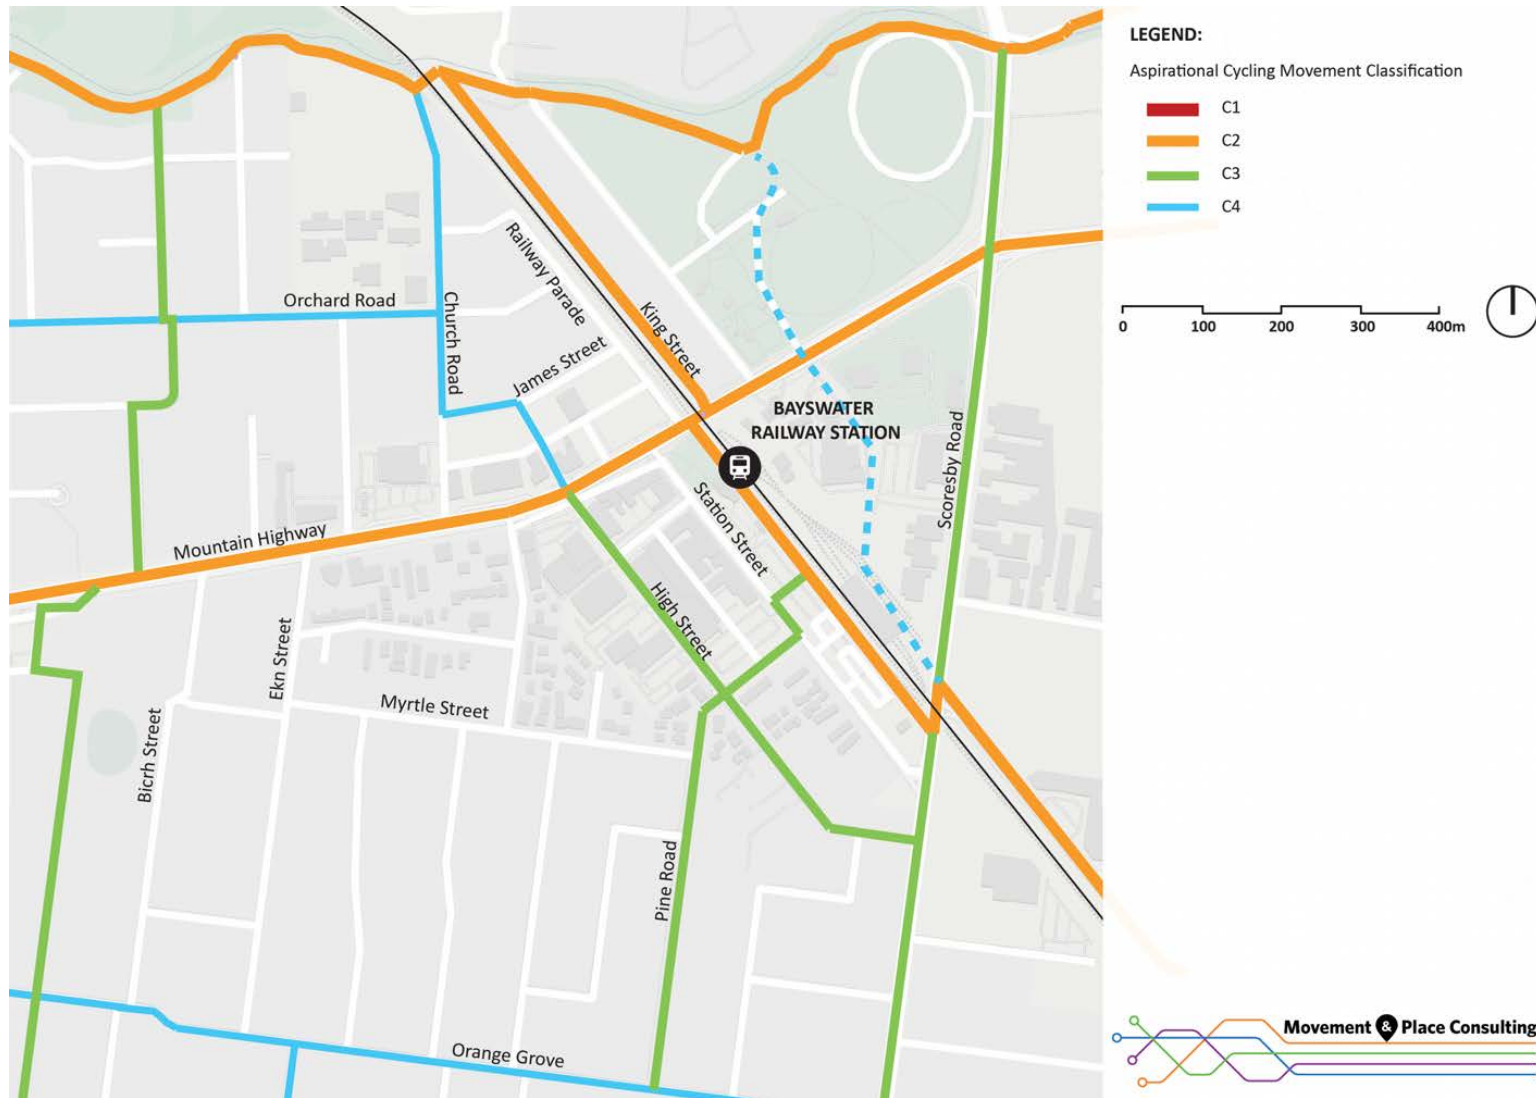 LEGEND:
Aspirational Cycling Movement Classification
C1
C2
C3
C4
0 100 200 300 400m
Railway Parade
King Street
Orchard Road
Church Road
James Street
BAYSWATER
RAILWAY STATION
Scoresby Road
Station Street
Mountain Highway
High Street
Ekn Street
Myrtle Street
Bicrh Street
Pine Road
Orange Grove
Movement & Place Consulting